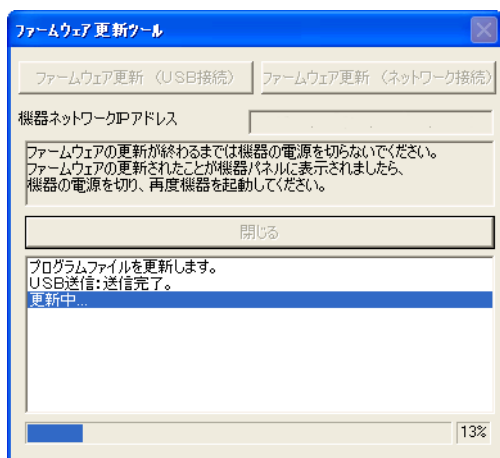 ファームウェア更新ツール
ファームウェア更新（USB接続）
ファームウェア更新（ネットワーク接続）
機器ネットワークIPアドレス
ファームウェアの更新が終わるまでは機器の電源を切らないでください。
ファームウェアの更新されたことが機器パネルに表示されましたら、
機器の電源を切り、再度機器を起動してください。
閉じる
プログラムファイルを更新します。
USB送信:送信完了。
更新中...
13%